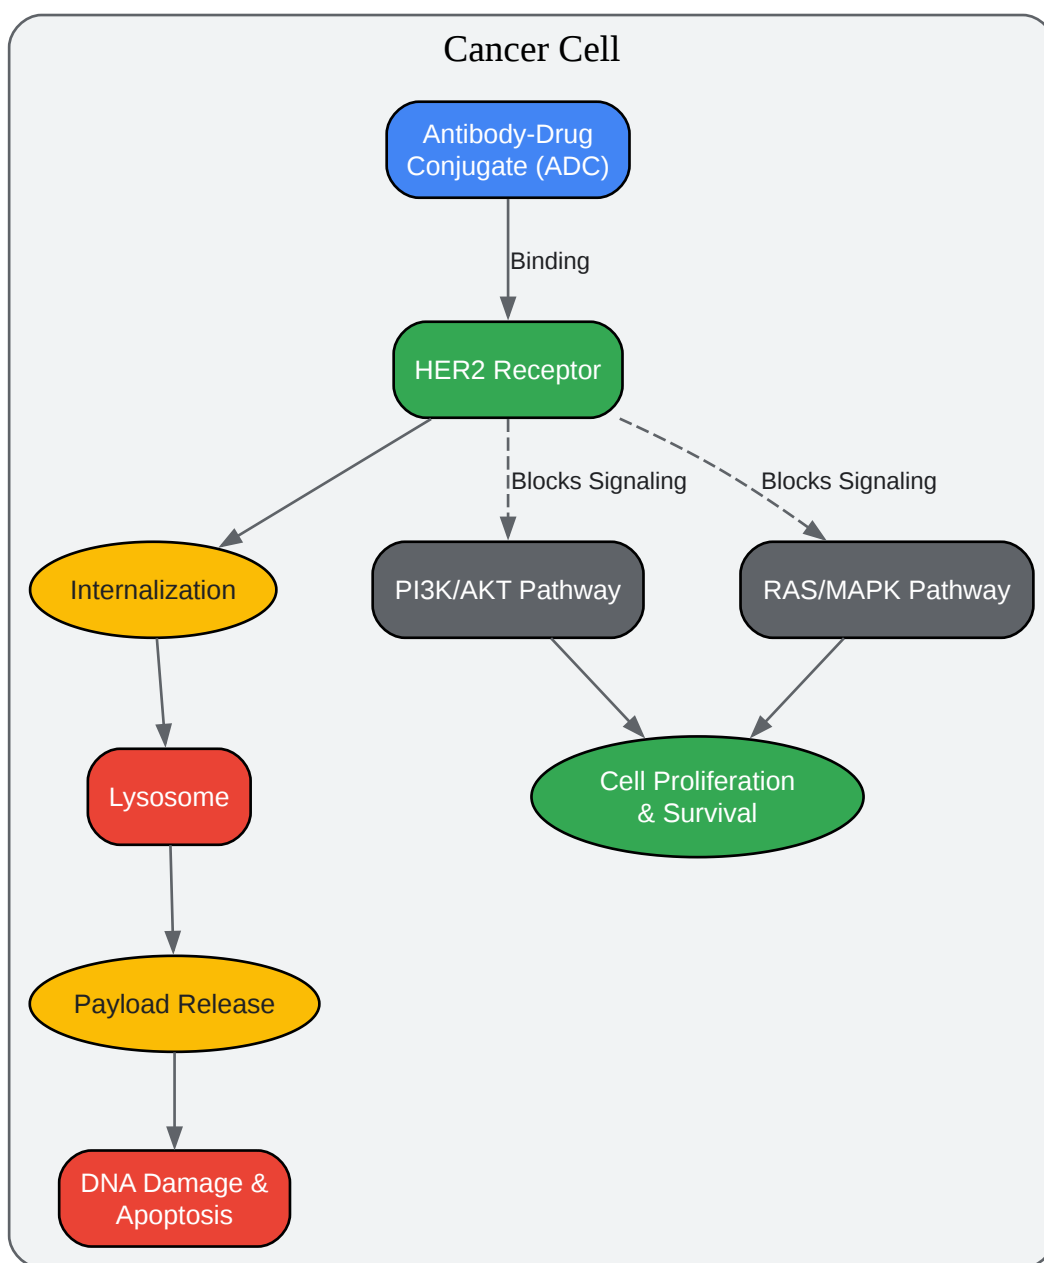 Cancer Cell
Antibody-Drug
Conjugate (ADC)
Binding
HER2 Receptor
Blocks Signaling
Blocks Signaling
Internalization
PI3K/AKT Pathway
RAS/MAPK Pathway
Lysosome
Cell Proliferation
& Survival
Payload Release
DNA Damage &
Apoptosis